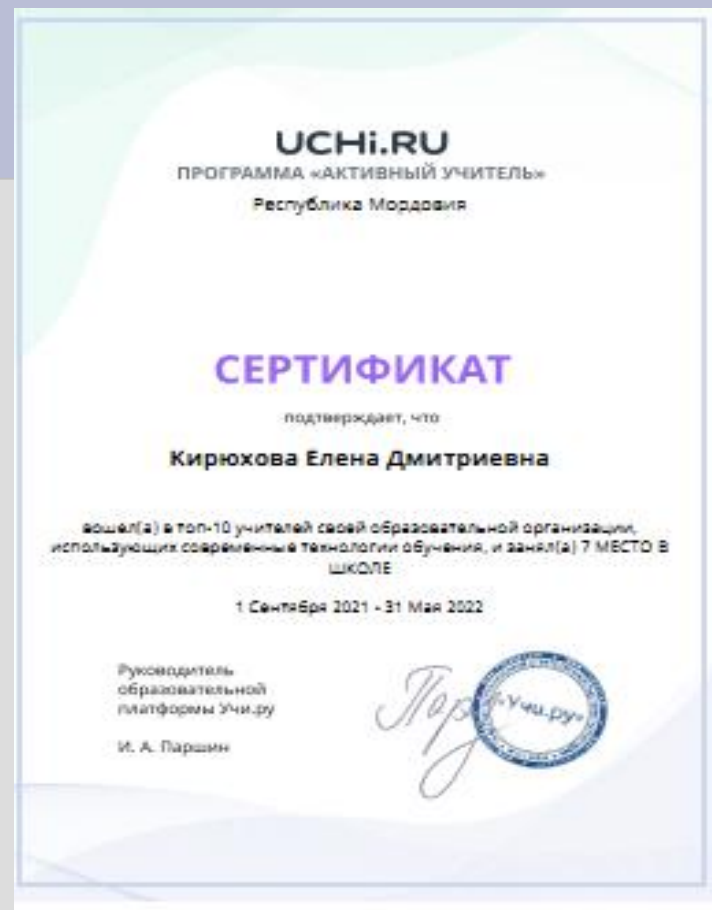 UCHi.RU
ПРОГРАММА «АКТИВНЫЙ УЧИТЕЛЬ»
Республика Мордовия
СЕРТИФИКАТ
подтверждает, что
Кирюхова Елена Дмитриевна
вошел(а) в топ-10 учителей своей образовательной организации,
использующих современные технологии обучения, и занял(а) 7 МЕСТО В
ШКОЛЕ
1 Сентября 2021 - 31 Мая 2022
Руководитель
образовательной
платформы Учи.ру
И. А. Паршин
«Учи.ру»